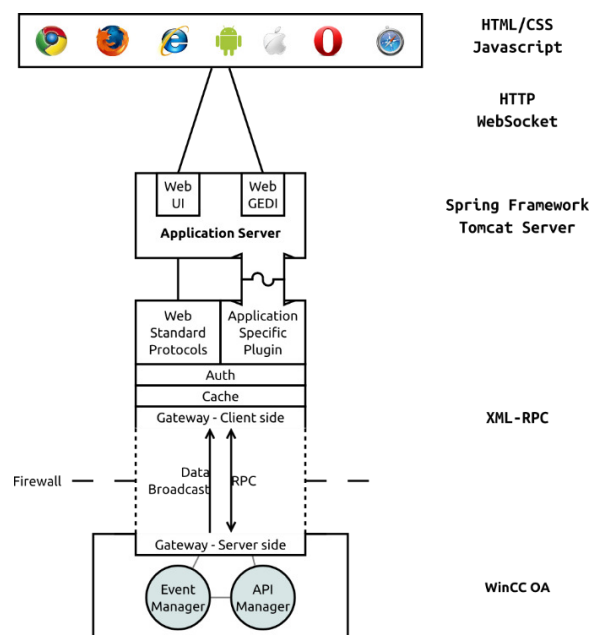 HTML/CSS
Javascript
HTTP
WebSocket
Web
UI
Web
GEDI
Application Server
Spring Framework
Tomcat Server
Web
Standard
Protocols
Application
Specific
Plugin
Auth
Cache
Gateway - Client side
XML-RPC
Firewall
Data
Broadcast
RPC
Gateway - Server side
Event
Manager
API
Manager
WinCC OA